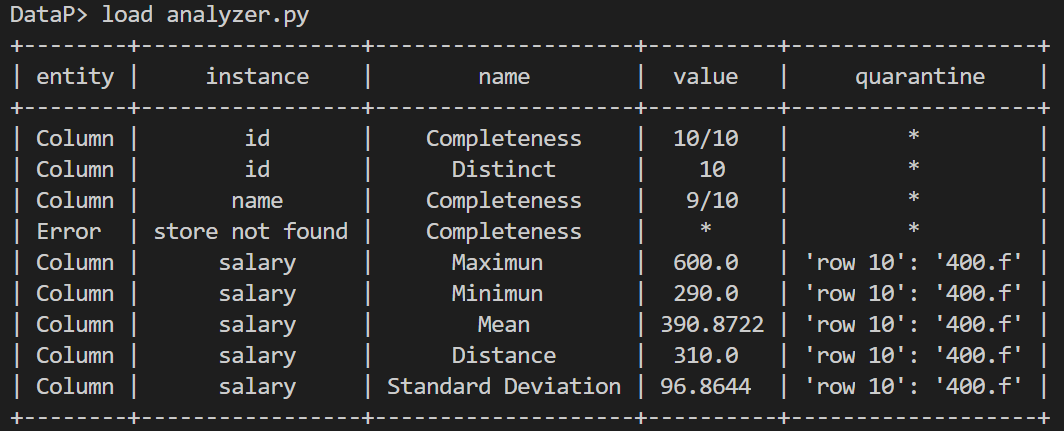 DataP> load analyzer.py
+--------+-----------------+--------------------+----------+-------------------+
| entity |     instance    |        name        |  value   |     quarantine    |
+--------+-----------------+--------------------+----------+-------------------+
| Column |        id       |    Completeness    |  10/10   |         *         |
| Column |        id       |      Distinct      |    10    |         *         |
| Column |       name      |    Completeness    |   9/10   |         *         |
| Error  | store not found |    Completeness    |    *     |         *         |
| Column |      salary     |      Maximun       |  600.0   | 'row 10': '400.f' |
| Column |      salary     |      Minimun       |  290.0   | 'row 10': '400.f' |
| Column |      salary     |        Mean        | 390.8722 | 'row 10': '400.f' |
| Column |      salary     |      Distance      |  310.0   | 'row 10': '400.f' |
| Column |      salary     | Standard Deviation | 96.8644  | 'row 10': '400.f' |
+--------+-----------------+--------------------+----------+-------------------+